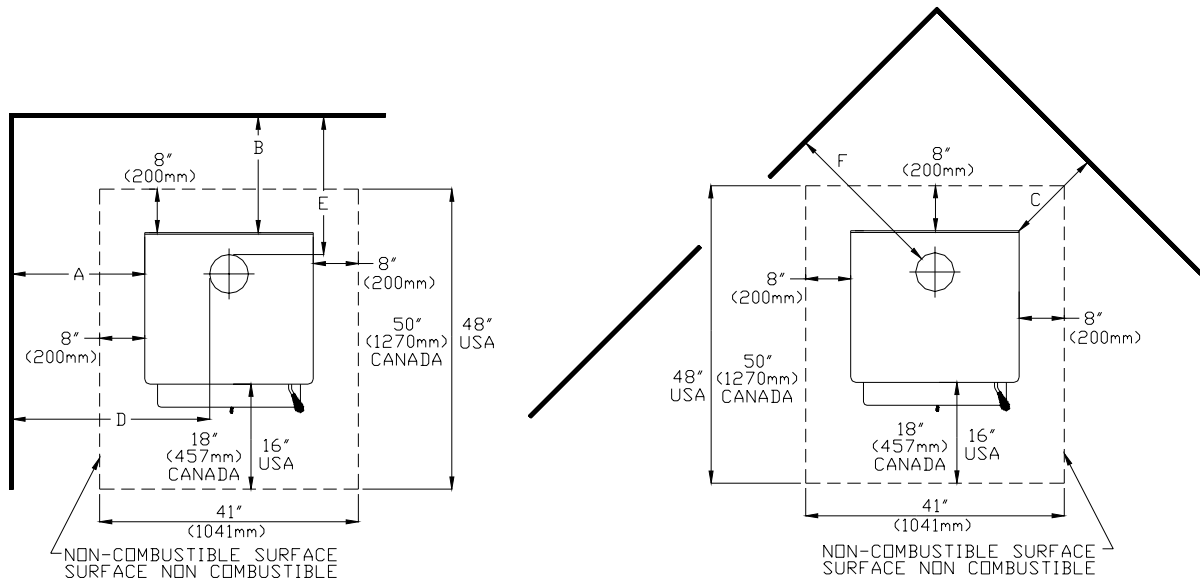 B
8″
(200mm)
E
A
8″
(200mm)
8″
(200mm)
50″
(1270mm)
CANADA
48″
USA
D
18″
(457mm)
CANADA
16″
USA
41″
(1041mm)
NON-COMBUSTIBLE SURFACE
SURFACE NON COMBUSTIBLE
F
8″
(200mm)
C
8″
(200mm)
8″
(200mm)
48″
USA
50″
(1270mm)
CANADA
18″
(457mm)
CANADA
16″
USA
41″
(1041mm)
NON-COMBUSTIBLE SURFACE
SURFACE NON COMBUSTIBLE